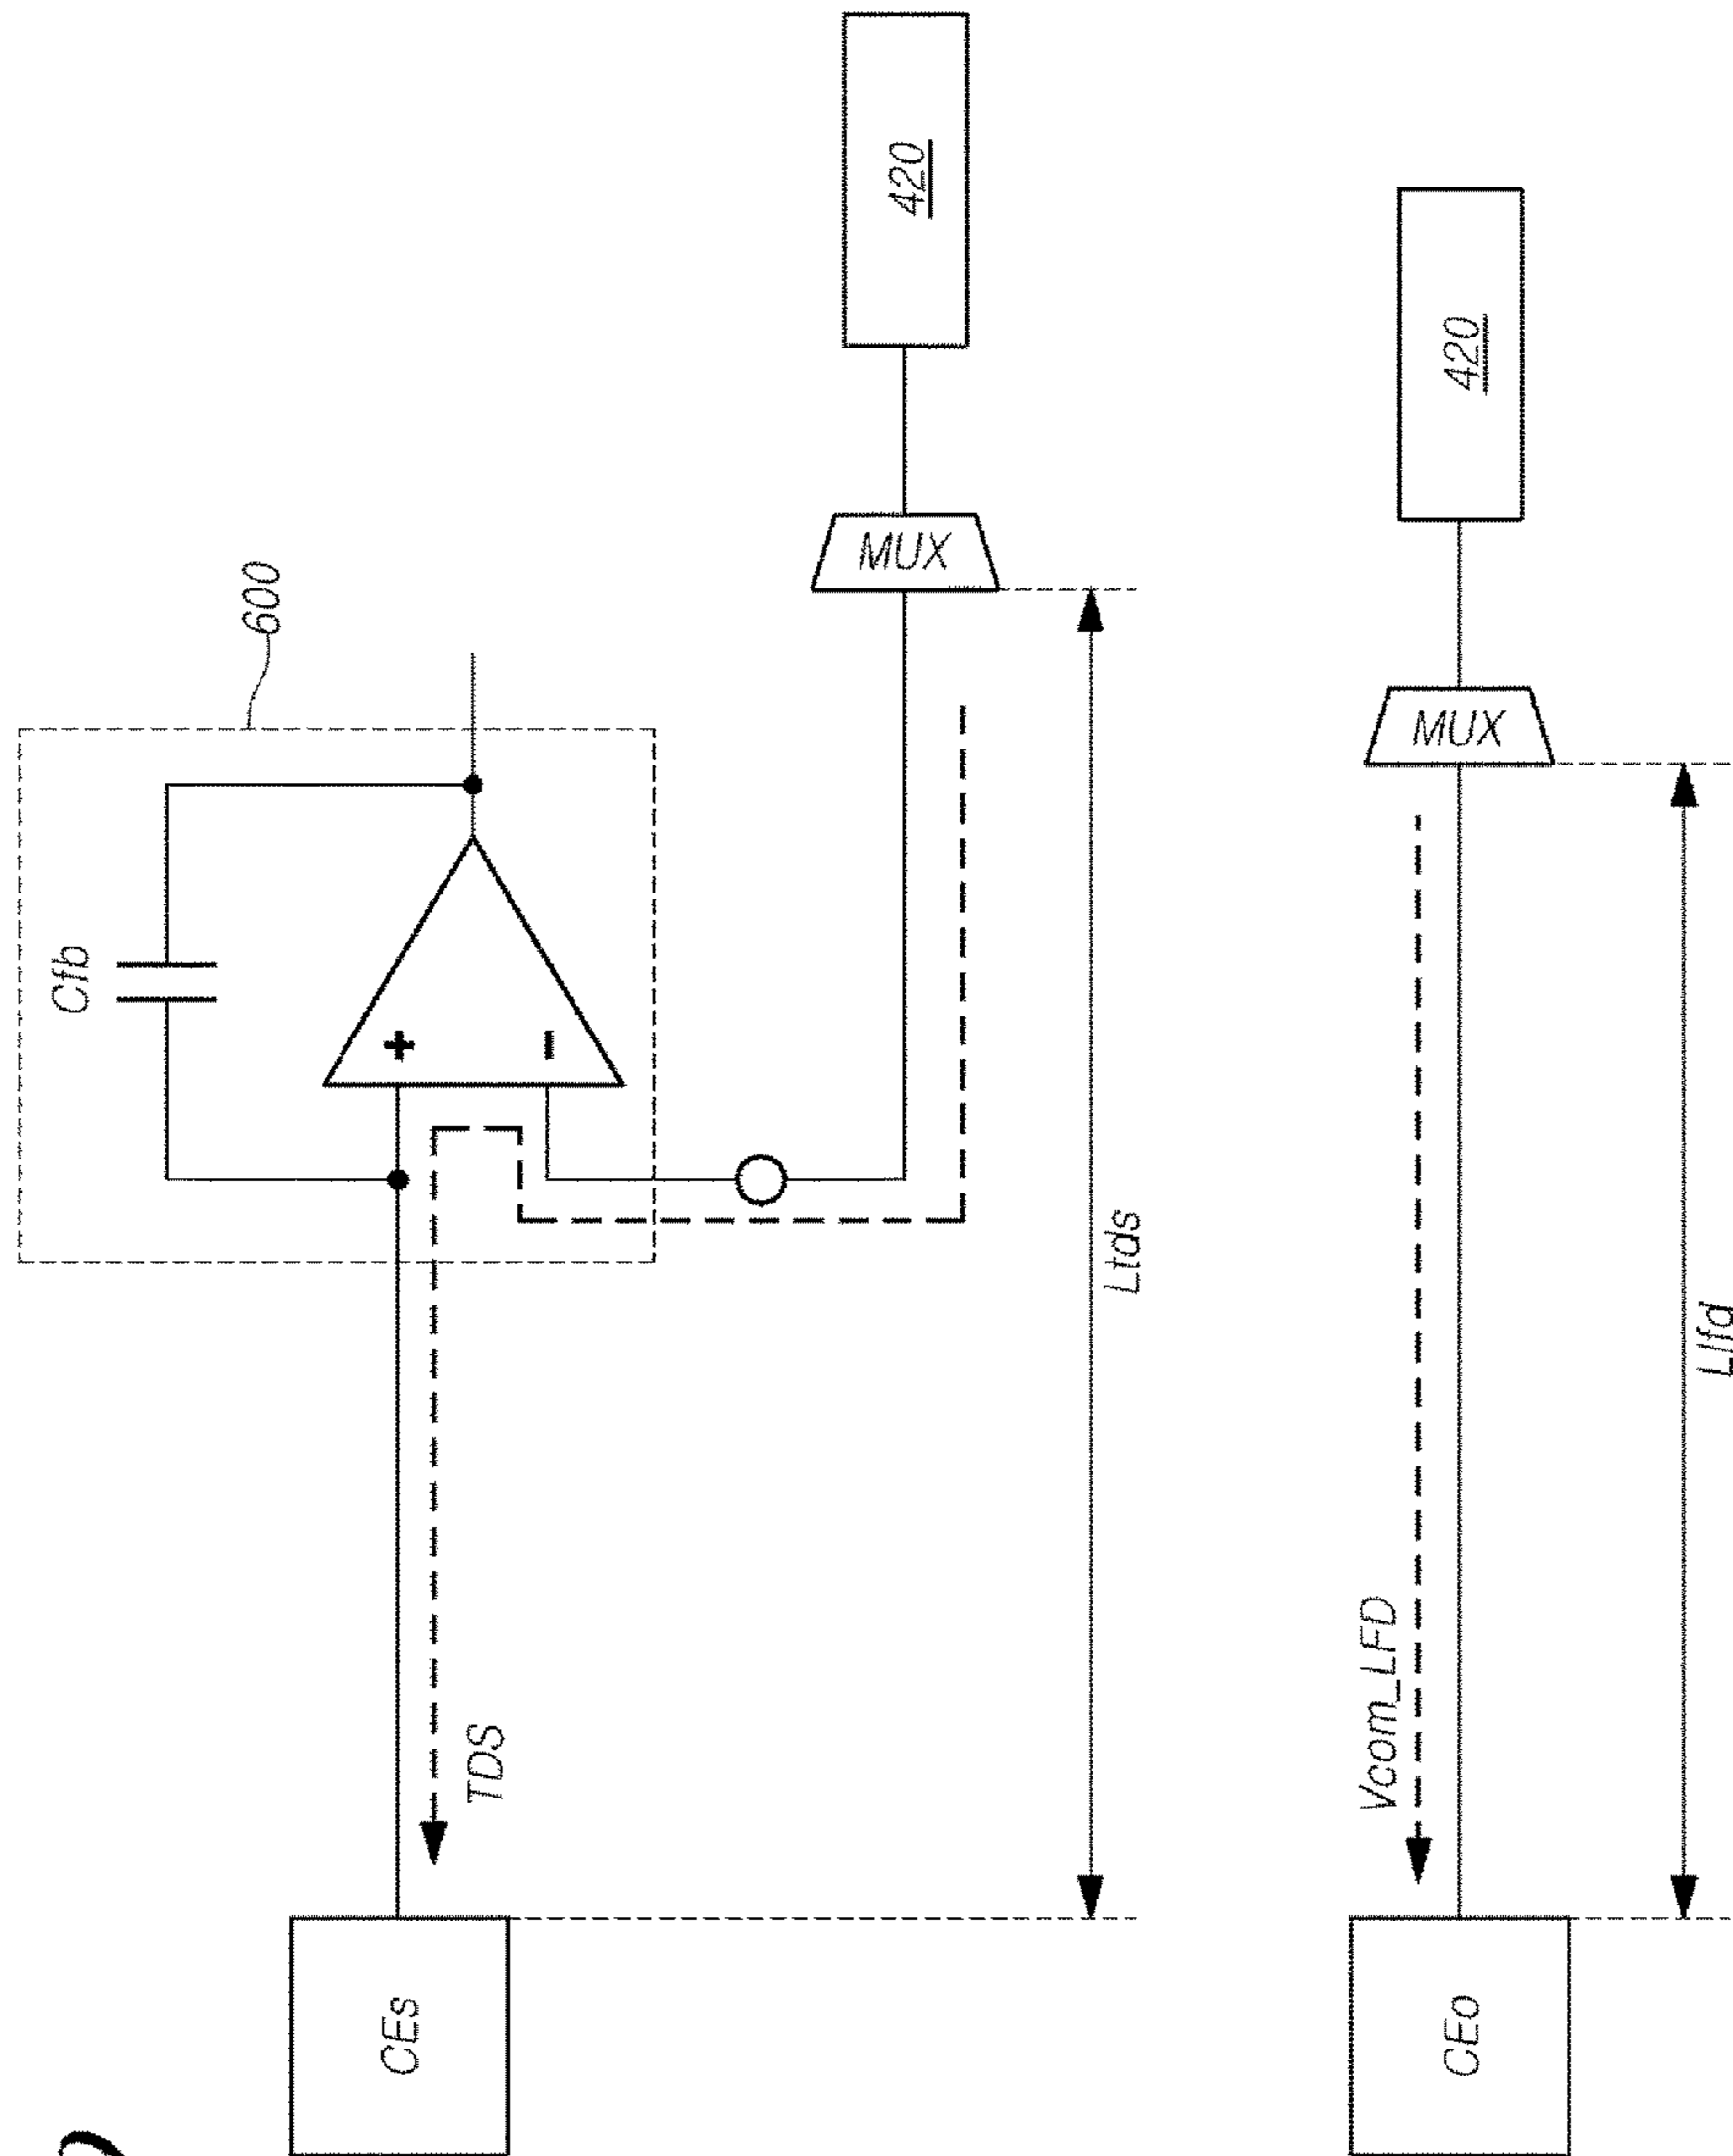 600
Cfb
+
−
420
MUX
TDS
Ltds
CEs
420
MUX
Vcom_LFD
Llfd
CEo